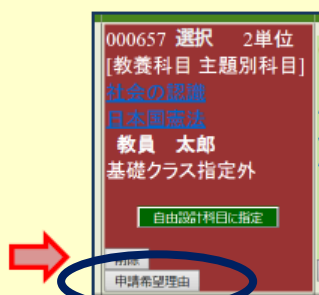 000657 選択 2単位
[教養科目 主題別科目]
社会の認識
日本国憲法
教員 太郎
基礎クラス指定外
自由設計科目に指定
削除
申請希望理由